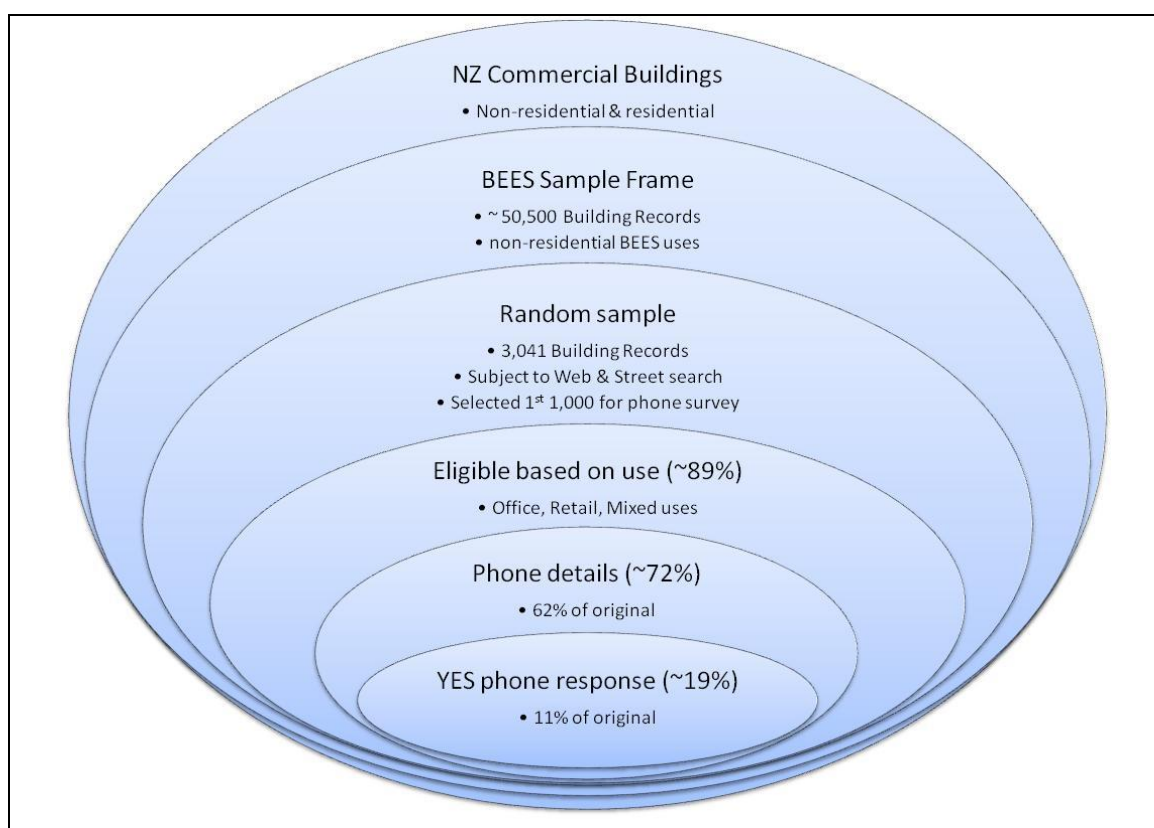 NZ Commercial Buildings
• Non-residential & residential
BEES Sample Frame
• ~ 50,500 Building Records
• non-residential BEES uses
Random sample
• 3,041 Building Records
• Subject to Web & Street search
• Selected 1st 1,000 for phone survey
Eligible based on use (~89%)
• Office, Retail, Mixed uses
Phone details (~72%)
• 62% of original
YES phone response (~19%)
• 11% of original